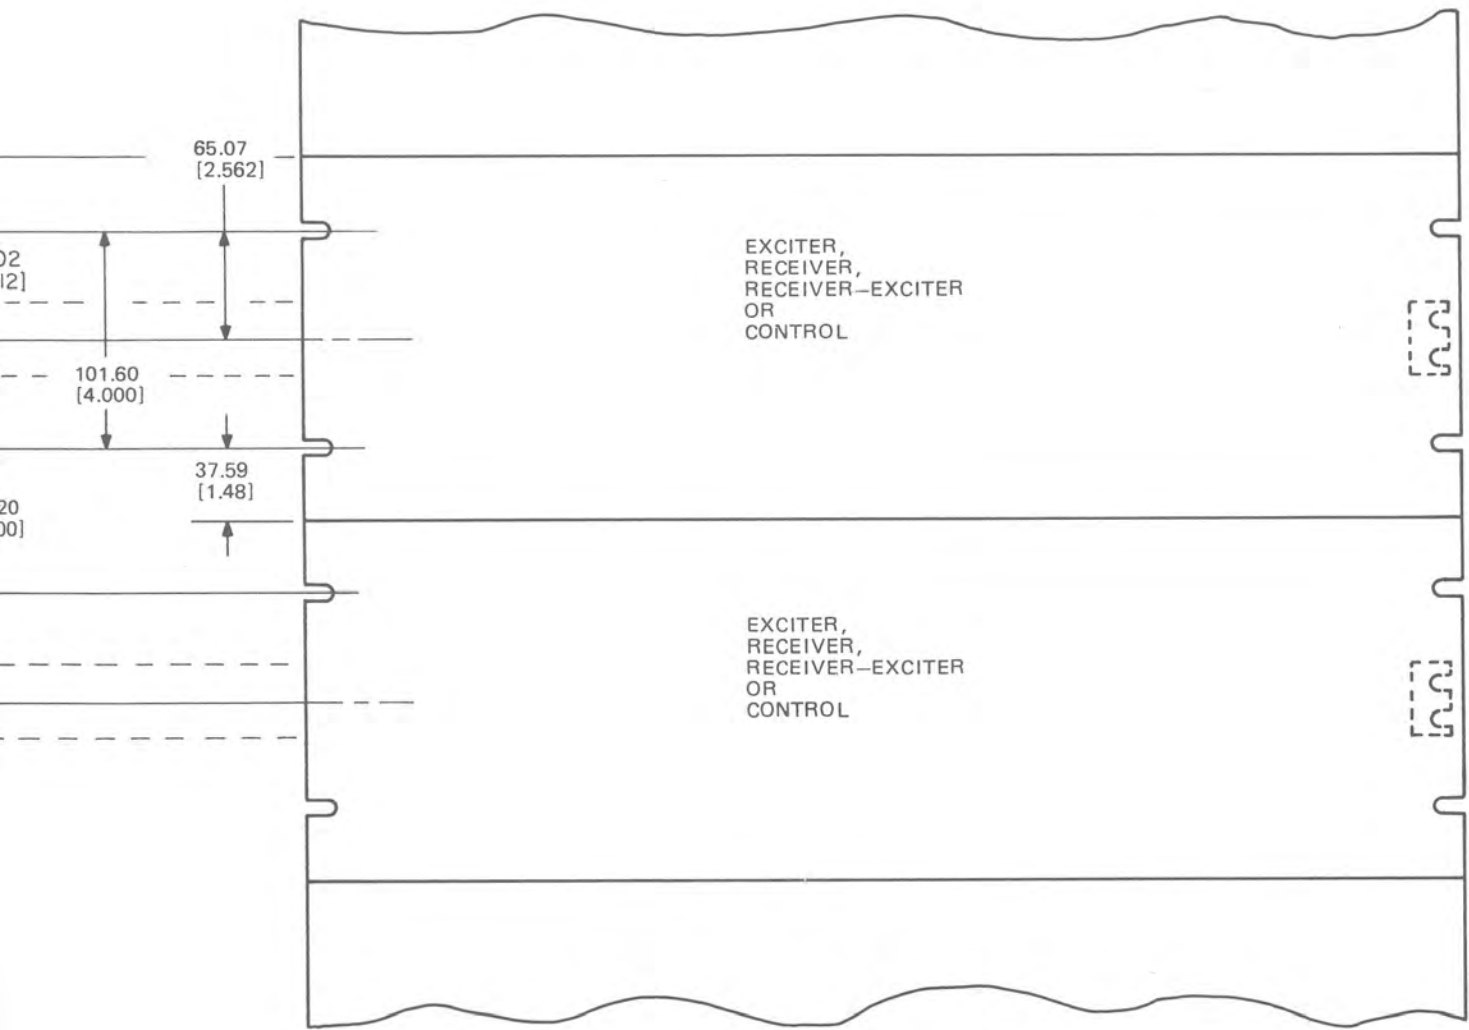 65.07
[2.562]
EXCITER,
RECEIVER,
RECEIVER—EXCITER
OR
CONTROL
101.60
[4.000]
37.59
[1.48]
EXCITER,
RECEIVER,
RECEIVER—EXCITER
OR
CONTROL